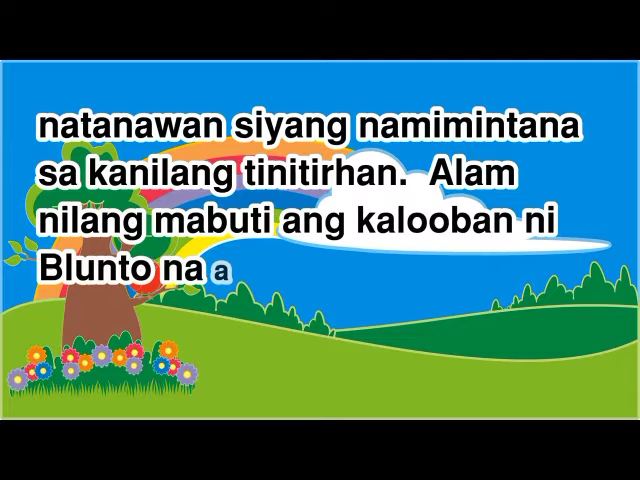 natanawan siyang namimintana
sa kanilang tinitirhan. Alam
nilang mabuti ang kalooban ni
Blunto na a